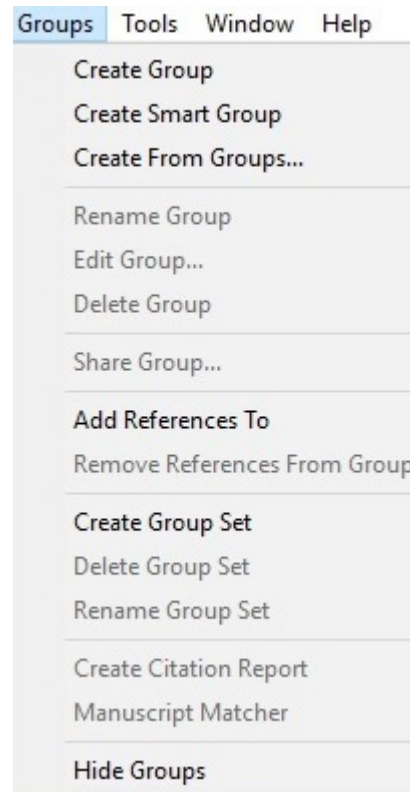 Groups Tools Window Help
Create Group
Create Smart Group
Create From Groups...
Rename Group
Edit Group...
Delete Group
Share Group...
Add References To
Remove References From Group
Create Group Set
Delete Group Set
Rename Group Set
Create Citation Report
Manuscript Matcher
Hide Groups